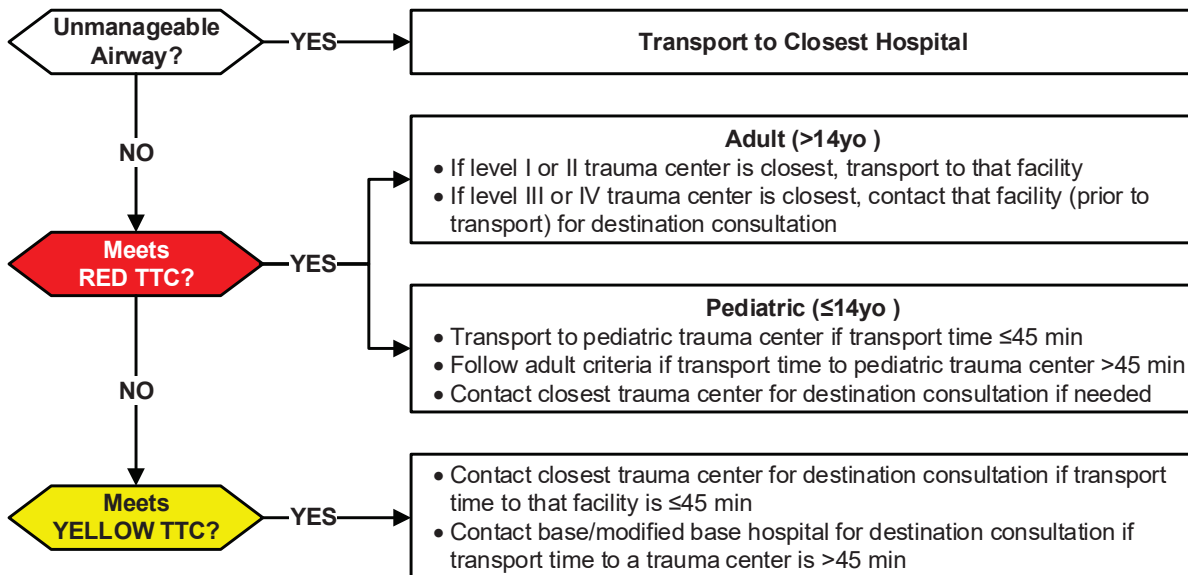 Unmanageable
Airway?
YES
Transport to Closest Hospital
NO
Adult (>14yo )
• If level I or II trauma center is closest, transport to that facility
• If level III or IV trauma center is closest, contact that facility (prior to
transport) for destination consultation
Meets
RED TTC?
YES
Pediatric (≤14yo )
• Transport to pediatric trauma center if transport time ≤45 min
• Follow adult criteria if transport time to pediatric trauma center >45 min
• Contact closest trauma center for destination consultation if needed
NO
Meets
YELLOW TTC?
YES
• Contact closest trauma center for destination consultation if transport
time to that facility is ≤45 min
• Contact base/modified base hospital for destination consultation if
transport time to a trauma center is >45 min